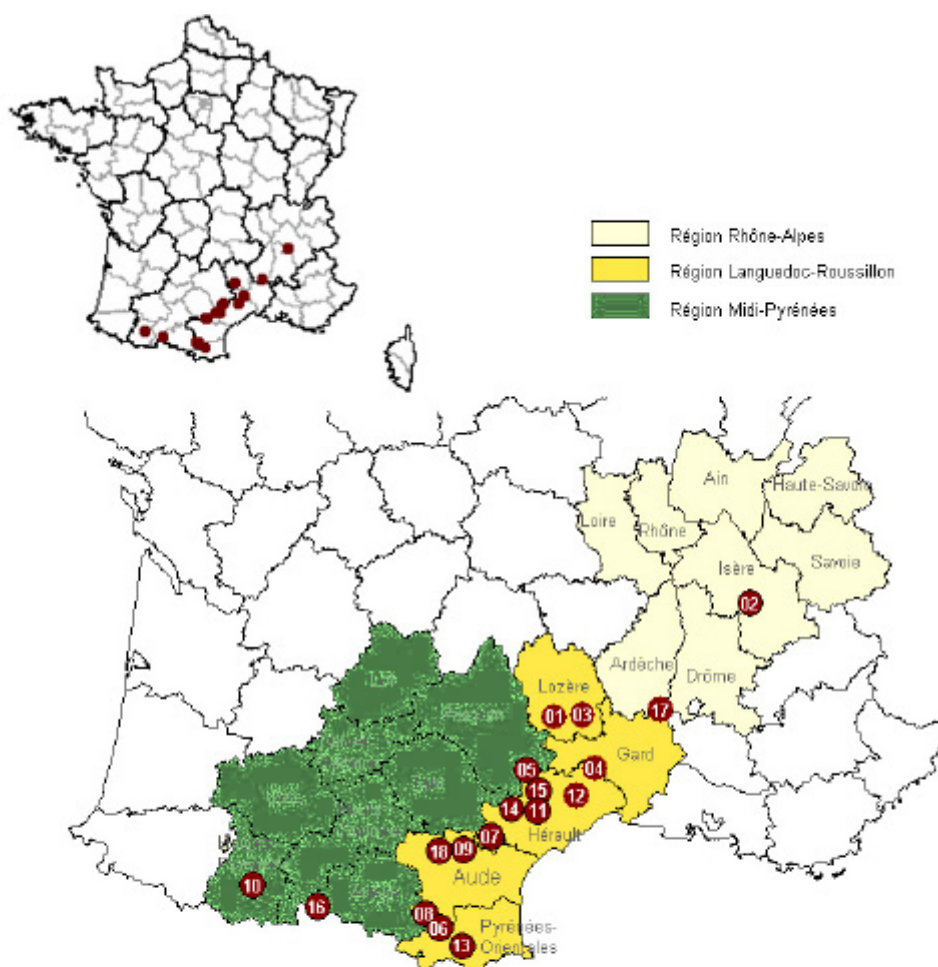 Région Rhône-Alpes
Région Languedoc-Roussillon
Région Midi-Pyrénées
Ain
Haute-Savoie
Loire
Rhône
Isère
Savoie
02
Ardèche
Drôme
Lozère
01 03
17
Gard
05
04
15
12
14
11
Hérault
07
18
09
Aude
10
16
08
06
Pyrénées-
Orientales
13